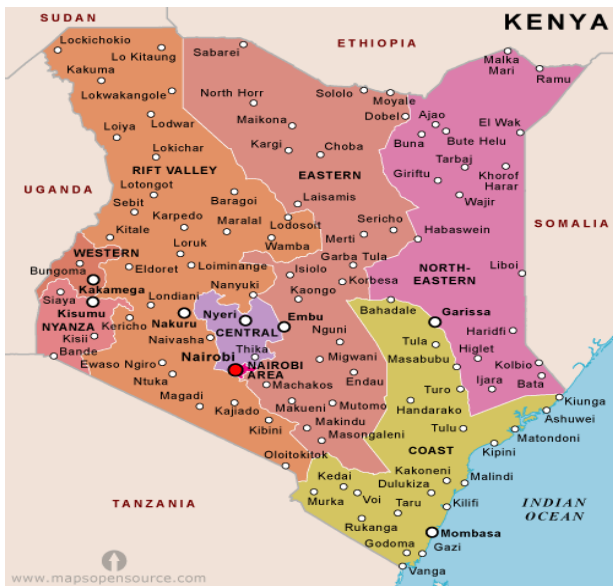 SUDAN
KENYA
ETHIOPIA
Lockichokio
Lo Kitaung
Sabarei
Malka
Mari
Ramu
Kakuma
Lokwakangole
North Horr
Sololo
Moyale
Dobel
Ajao
El Wak
Lodwar
Loiya
Maikona
Buna
Bute Helu
Lokichar
Kargi
Choba
Tarbaj
RIFT VALLEY
EASTERN
Giriftu
Khorof
Harar
UGANDA
Lotongot
Baragoi
Laisamis
Wajir
Sebit
Karpedo
Maralal
Lodosoit
Sericho
SOMALIA
Kitale
Loruk
Wamba
Merti
Habaswein
WESTERN
Garba Tula
Bungoma
Eldoret
Loiminange
Isiolo
NORTH-
EASTERN
Liboi
Kakamega
Nanyuki
Kaongo
Korbesa
Siaya
Londiani
Bahadale
Kisumu
Nyeri
Embu
Garissa
NYANZA
Kericho
Nakuru
CENTRAL
Nguni
Haridfi
Kisii
Naivasha
Thika
Tula
Bande
Nairobi
NAIROBI
AREA
Migwani
Masabubu
Higlet
Ewaso Ngiro
Endau
Kolbio
Ntuka
Machakos
Turo
Ijara
Bata
Magadi
Kajiado
Makueni
Mutomo
Handarako
Kiunga
Kibini
Makindu
Tulu
Ashuwei
Masongaleni
COAST
Matondoni
Oloitokitok
Kipini
Kedai
Kakoneni
Dulukiza
Malindi
TANZANIA
Murka
Voi
Taru
Kilifi
INDIAN
OCEAN
Rukanga
Mombasa
Godoma
Gazi
Vanga
www.mapsopensource.com